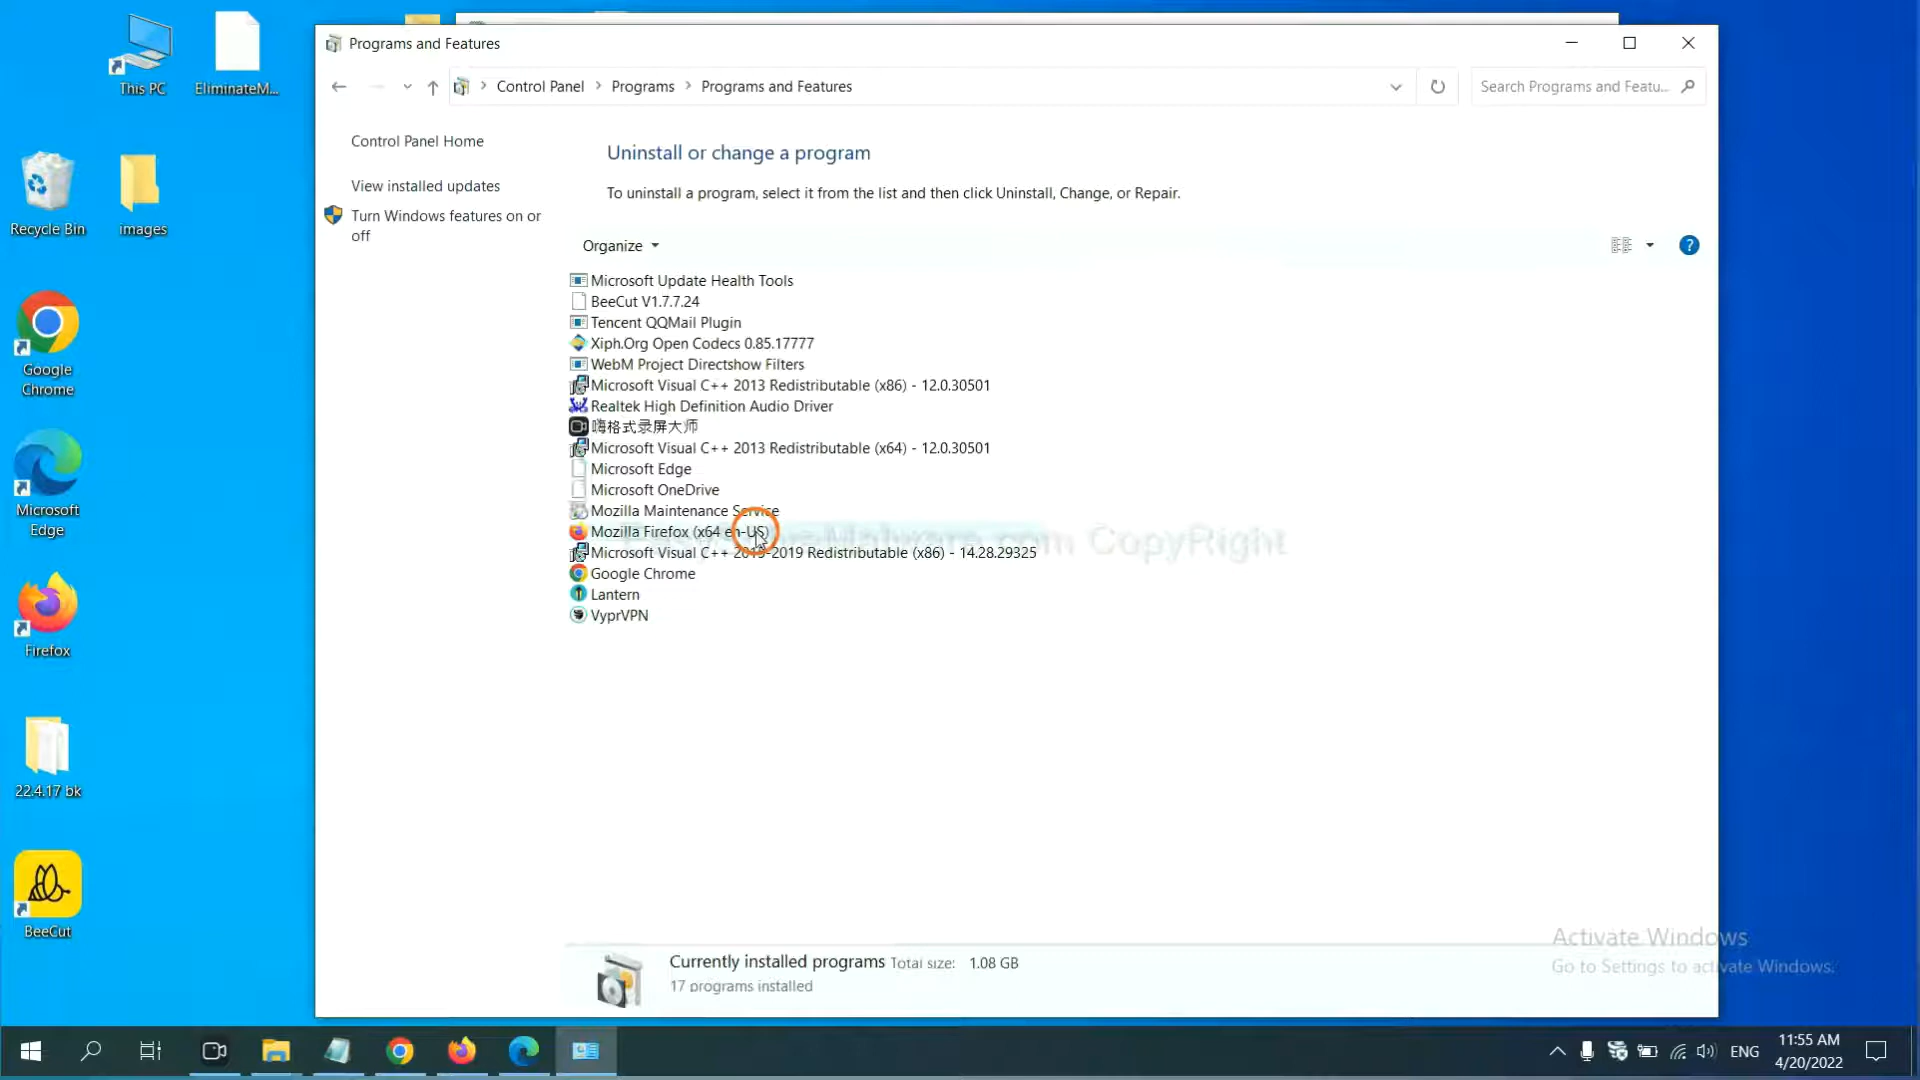 This PC
EliminateM...
Recycle Bin
images
Google
Chrome
Microsoft
Edge
Firefox
22.4.17 bk
BeeCut
Programs and Features
Control Panel
Programs
Programs and Features
Search Programs and Featu...
Control Panel Home
View installed updates
Turn Windows features on or
off
Uninstall or change a program
To uninstall a program, select it from the list and then click Uninstall, Change, or Repair.
Organize
Microsoft Update Health Tools
BeeCut V1.7.7.24
Tencent QQMail Plugin
Xiph.Org Open Codecs 0.85.17777
WebM Project Directshow Filters
Microsoft Visual C++ 2013 Redistributable (x86) - 12.0.30501
Realtek High Definition Audio Driver
嗨格式录屏大师
Microsoft Visual C++ 2013 Redistributable (x64) - 12.0.30501
Microsoft Edge
Microsoft OneDrive
Mozilla Maintenance Service
Mozilla Firefox (x64 en-US)
Microsoft Visual C++ 2015-2019 Redistributable (x86) - 14.28.29325
Google Chrome
Lantern
VyprVPN
CopyRight
Currently installed programs Total size: 1.08 GB
17 programs installed
Activate Windows
Go to Settings to activate Windows.
ENG
11:55 AM
4/20/2022